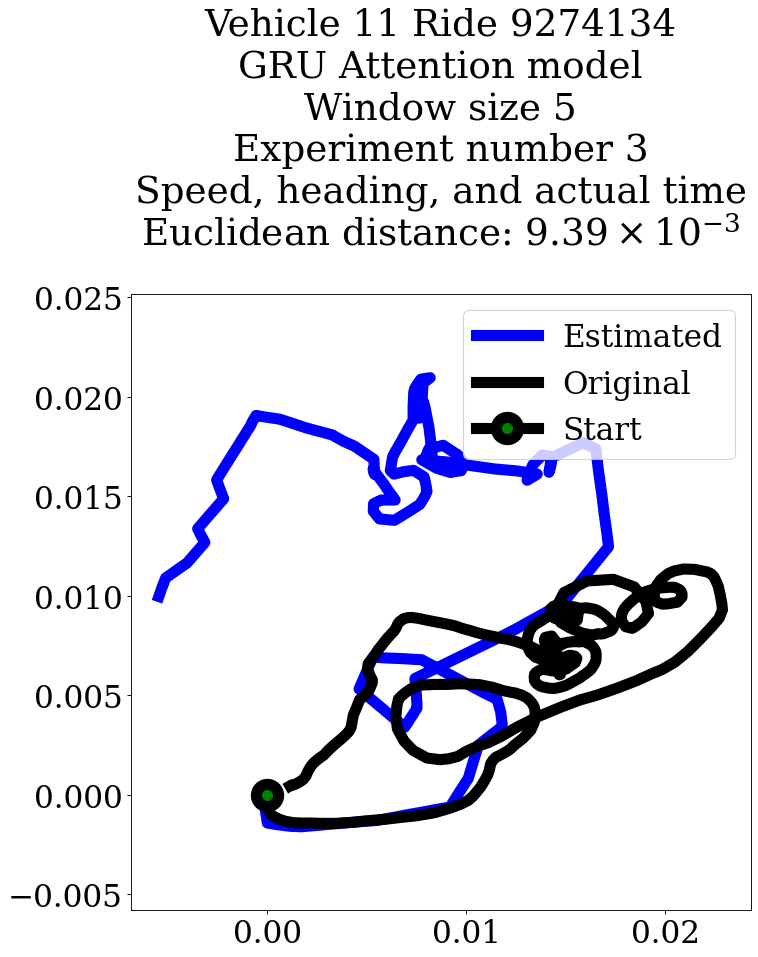 Vehicle 11 Ride 9274134
GRU Attention model
Window size 5
Experiment number 3
Speed, heading, and actual time
Euclidean distance: 9.39 × 10⁻³
0.025
Estimated
Original
Start
0.020
0.015
0.010
0.005
0.000
−0.005
0.00 0.01 0.02